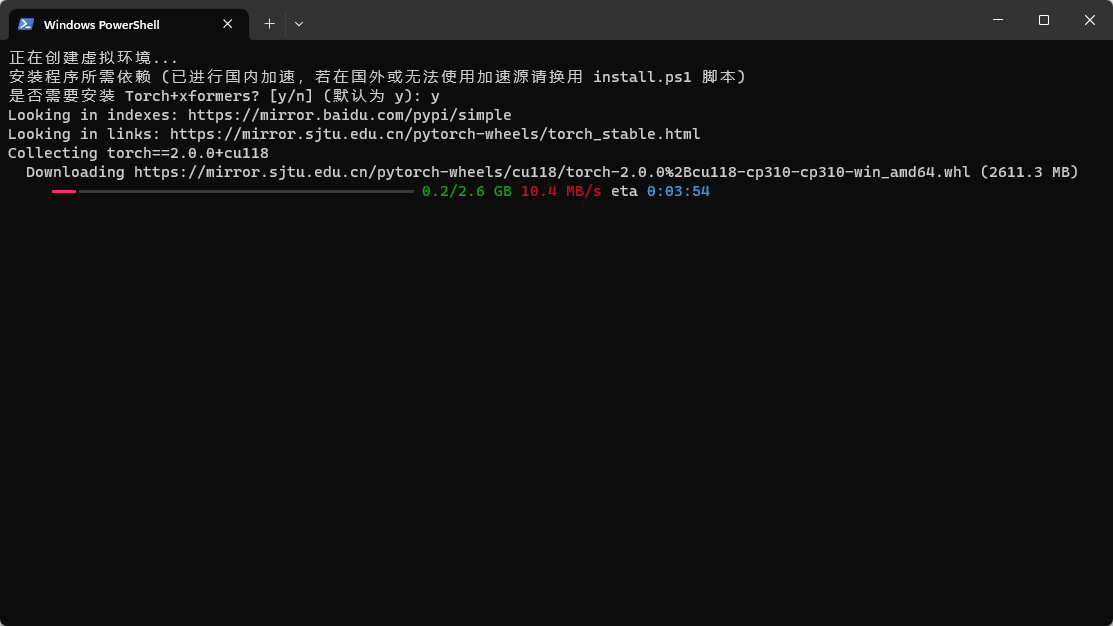 Windows PowerShell
正在创建虚拟环境...
安装程序所需依赖 (已进行国内加速，若在国外或无法使用加速源请换用 install.ps1 脚本)
是否需要安装 Torch+xformers? [y/n] (默认为 y): y
Looking in indexes: https://mirror.baidu.com/pypi/simple
Looking in links: https://mirror.sjtu.edu.cn/pytorch-wheels/torch_stable.html
Collecting torch==2.0.0+cu118
Downloading https://mirror.sjtu.edu.cn/pytorch-wheels/cu118/torch-2.0.0%2Bcu118-cp310-cp310-win_amd64.whl (2611.3 MB)
0.2/2.6 GB 10.4 MB/s eta 0:03:54